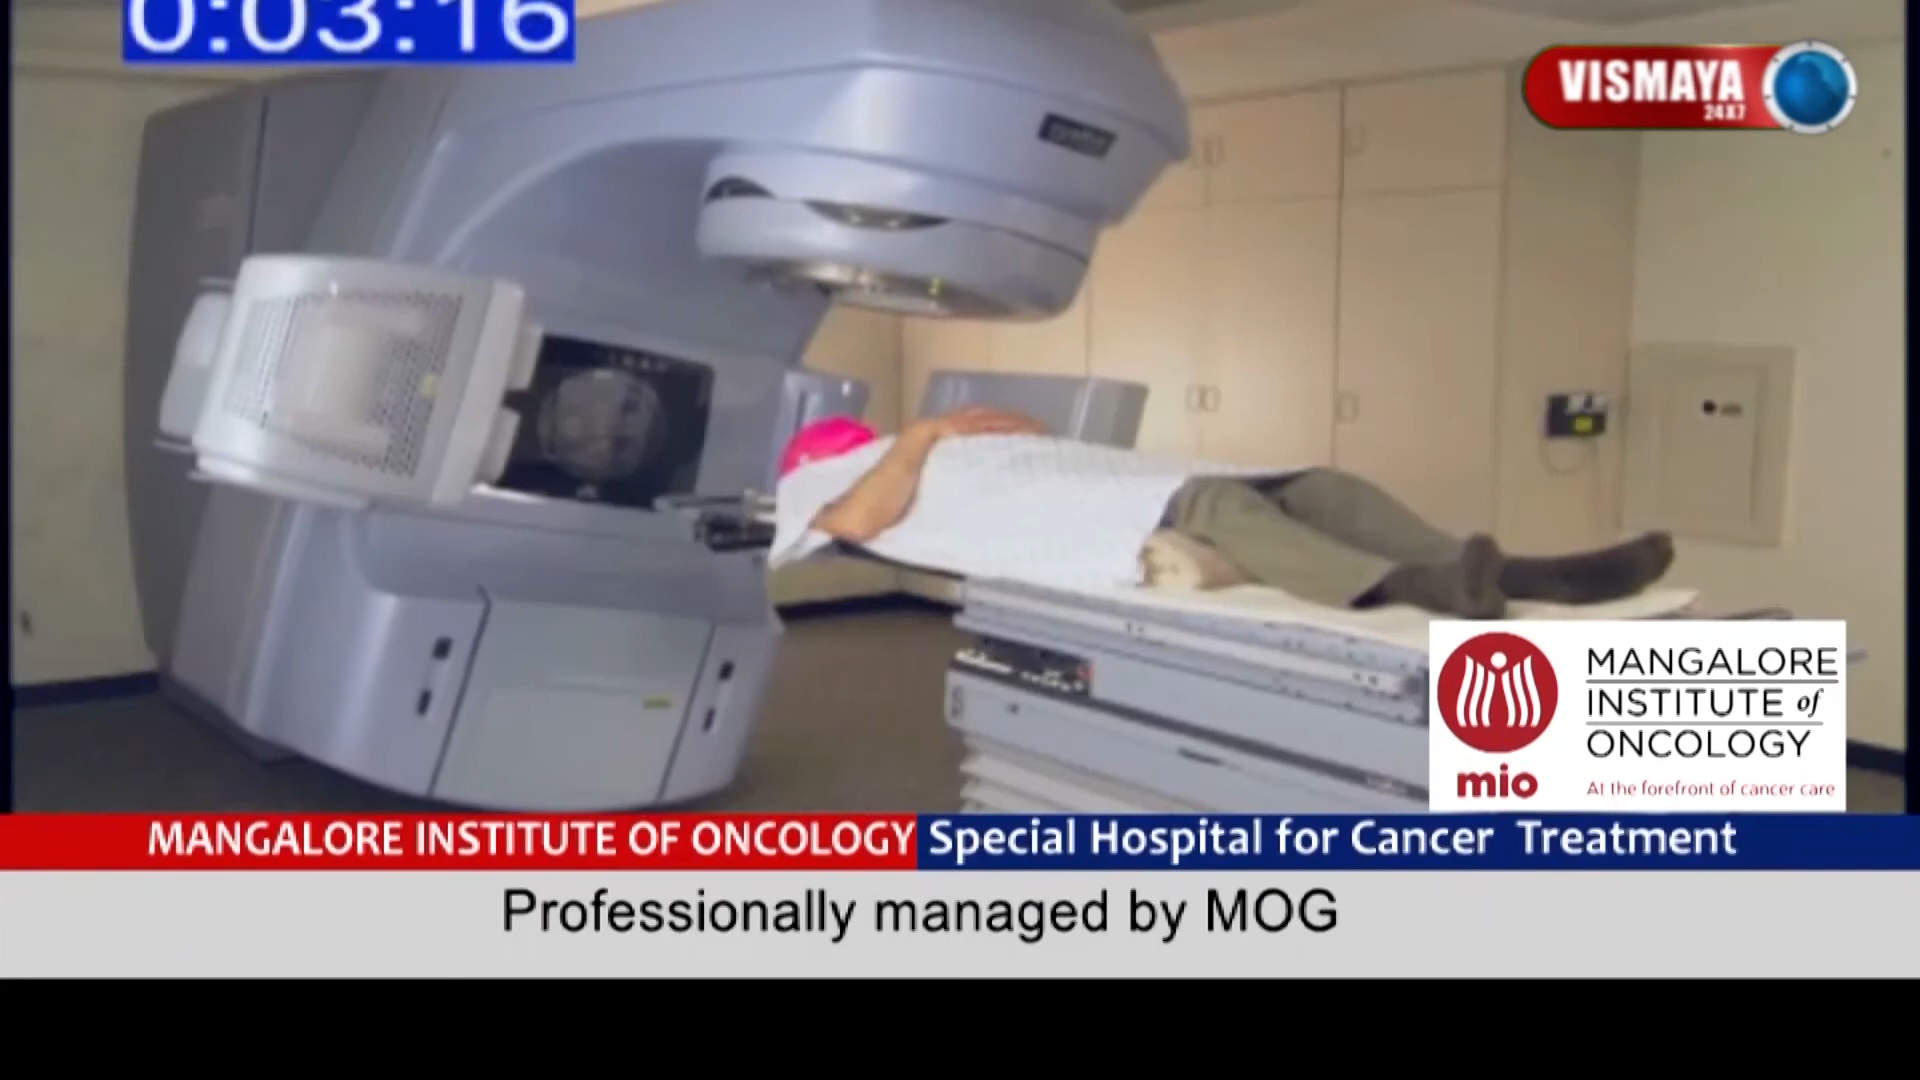 0:03:16
VISMAYA
24X7
MANGALORE
INSTITUTE of
ONCOLOGY
mio
At the forefront of cancer care
MANGALORE INSTITUTE OF ONCOLOGY Special Hospital for Cancer Treatment
Professionally managed by MOG